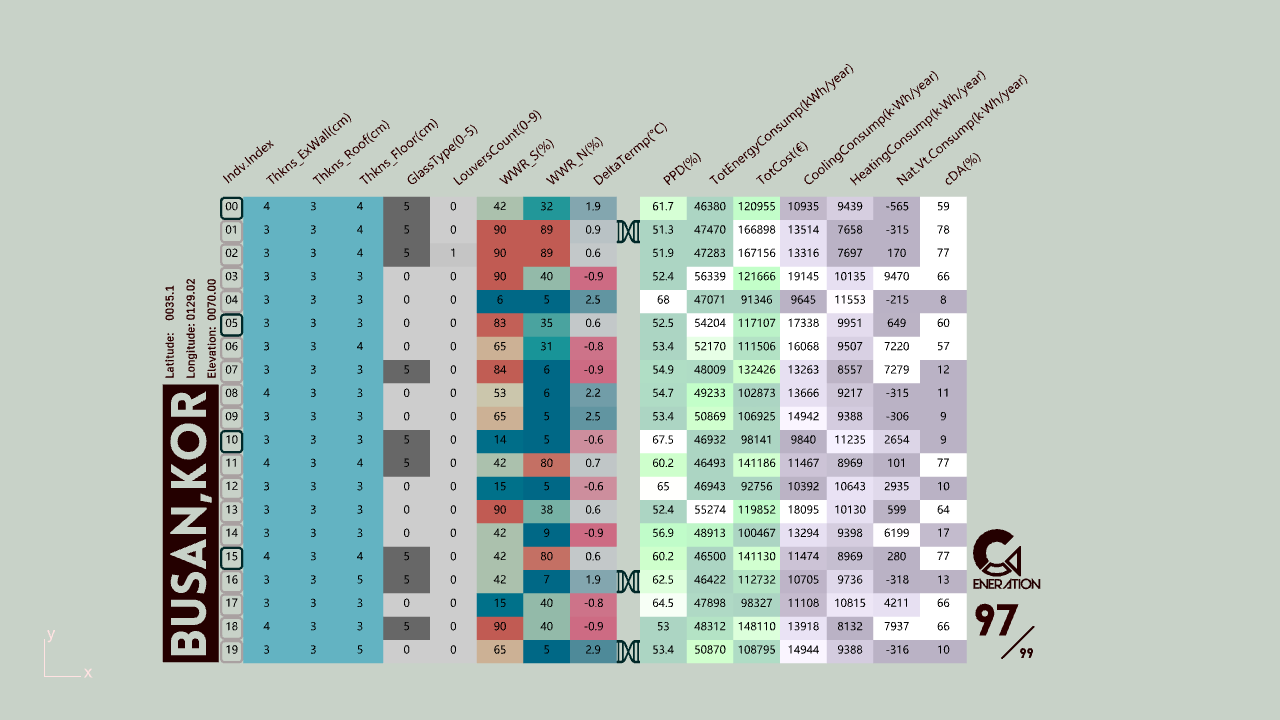 Indv.Index Thkns_ExWall(cm) Thkns_Roof(cm) Thkns_Floor(cm) GlassType(0-5) LouversCount(0-9) WWR_S(%) WWR_N(%) DeltaTermp(°C) PPD(%) TotEnergyConsump(kWh/year) TotCost(€) CoolingConsump(k·Wh/year) HeatingConsump(k·Wh/year) Nat.Vt.Consump(k·Wh/year) cDA(%)
00 4 3 4 5 0 42 32 1.9 61.7 46380 120955 10935 9439 -565 59
01 3 3 4 5 0 90 89 0.9 51.3 47470 166898 13514 7658 -315 78
02 3 3 4 5 1 90 89 0.6 51.9 47283 167156 13316 7697 170 77
03 3 3 3 0 0 90 40 -0.9 52.4 56339 121666 19145 10135 9470 66
04 3 3 3 0 0 6 5 2.5 68 47071 91346 9645 11553 -215 8
05 3 3 3 0 0 83 35 0.6 52.5 54204 117107 17338 9951 649 60
06 3 3 4 0 0 65 31 -0.8 53.4 52170 111506 16068 9507 7220 57
07 3 3 3 5 0 84 6 -0.9 54.9 48009 132426 13263 8557 7279 12
08 4 3 3 0 0 53 6 2.2 54.7 49233 102873 13666 9217 -315 11
09 3 3 3 0 0 65 5 2.5 53.4 50869 106925 14942 9388 -306 9
10 3 3 3 5 0 14 5 -0.6 67.5 46932 98141 9840 11235 2654 9
11 4 3 4 5 0 42 80 0.7 60.2 46493 141186 11467 8969 101 77
12 3 3 3 0 0 15 5 -0.6 65 46943 92756 10392 10643 2935 10
13 3 3 3 0 0 90 38 0.6 52.4 55274 119852 18095 10130 599 64
14 3 3 3 0 0 42 9 -0.9 56.9 48913 100467 13294 9398 6199 17
15 4 3 4 5 0 42 80 0.6 60.2 46500 141130 11474 8969 280 77
16 3 3 5 5 0 42 7 1.9 62.5 46422 112732 10705 9736 -318 13
17 3 3 3 0 0 15 40 -0.8 64.5 47898 98327 11108 10815 4211 66
18 4 3 3 5 0 90 40 -0.9 53 48312 148110 13918 8132 7937 66
19 3 3 5 0 0 65 5 2.9 53.4 50870 108795 14944 9388 -316 10
Latitude: 0035.1
Longitude: 0129.02
Elevation: 0070.00
BUSAN,KOR
GENERATION
97/99
y
x